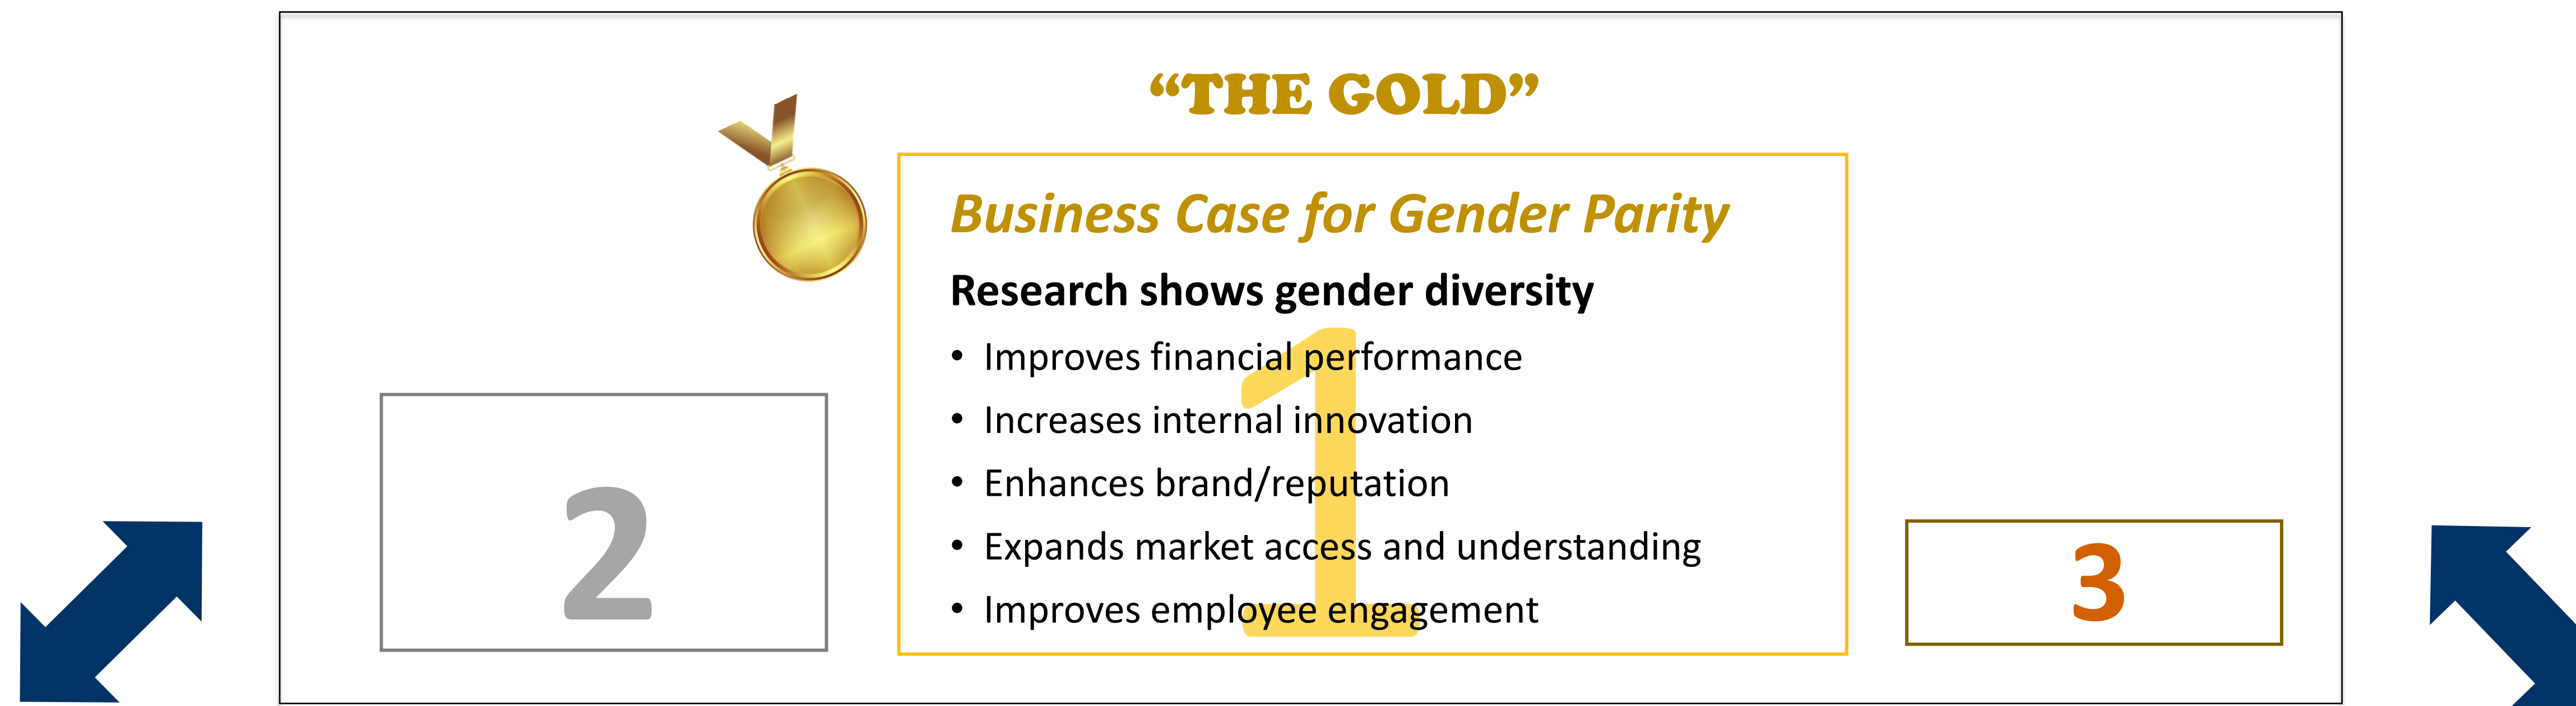 “THE GOLD”
Business Case for Gender Parity
Research shows gender diversity
• Improves financial performance
• Increases internal innovation
• Enhances brand/reputation
• Expands market access and understanding
• Improves employee engagement
1
2
3